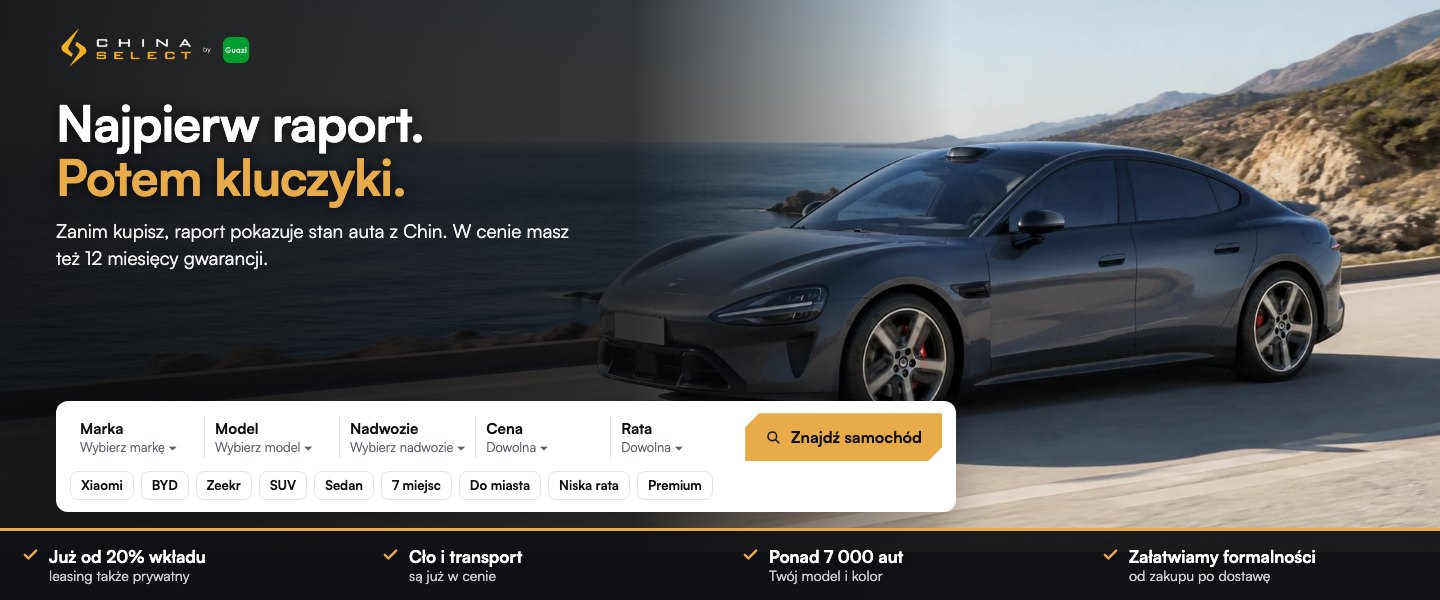 CHINA
SELECT
by
Guazi
Najpierw raport.
Potem kluczyki.
Zanim kupisz, raport pokazuje stan auta z Chin. W cenie masz
też 12 miesięcy gwarancji.
Marka
Wybierz markę
Model
Wybierz model
Nadwozie
Wybierz nadwozie
Cena
Dowolna
Rata
Dowolna
Znajdź samochód
Xiaomi
BYD
Zeekr
SUV
Sedan
7 miejsc
Do miasta
Niska rata
Premium
Już od 20% wkładu
leasing także prywatny
Cło i transport
są już w cenie
Ponad 7 000 aut
Twój model i kolor
Załatwiamy formalności
od zakupu po dostawę